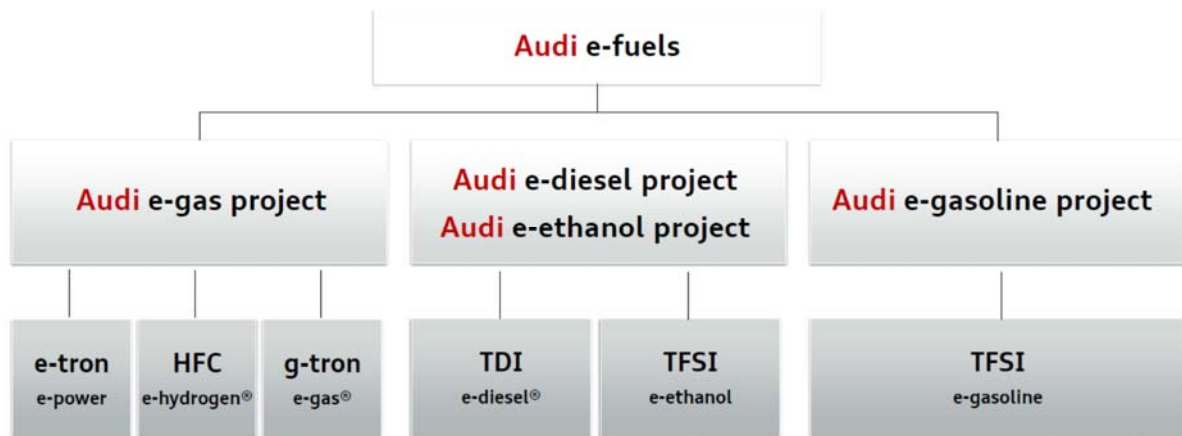 Audi e-fuels
Audi e-gas project
Audi e-diesel project
Audi e-ethanol project
Audi e-gasoline project
e-tron
e-power
HFC
e-hydrogen®
g-tron
e-gas®
TDI
e-diesel®
TFSI
e-ethanol
TFSI
e-gasoline